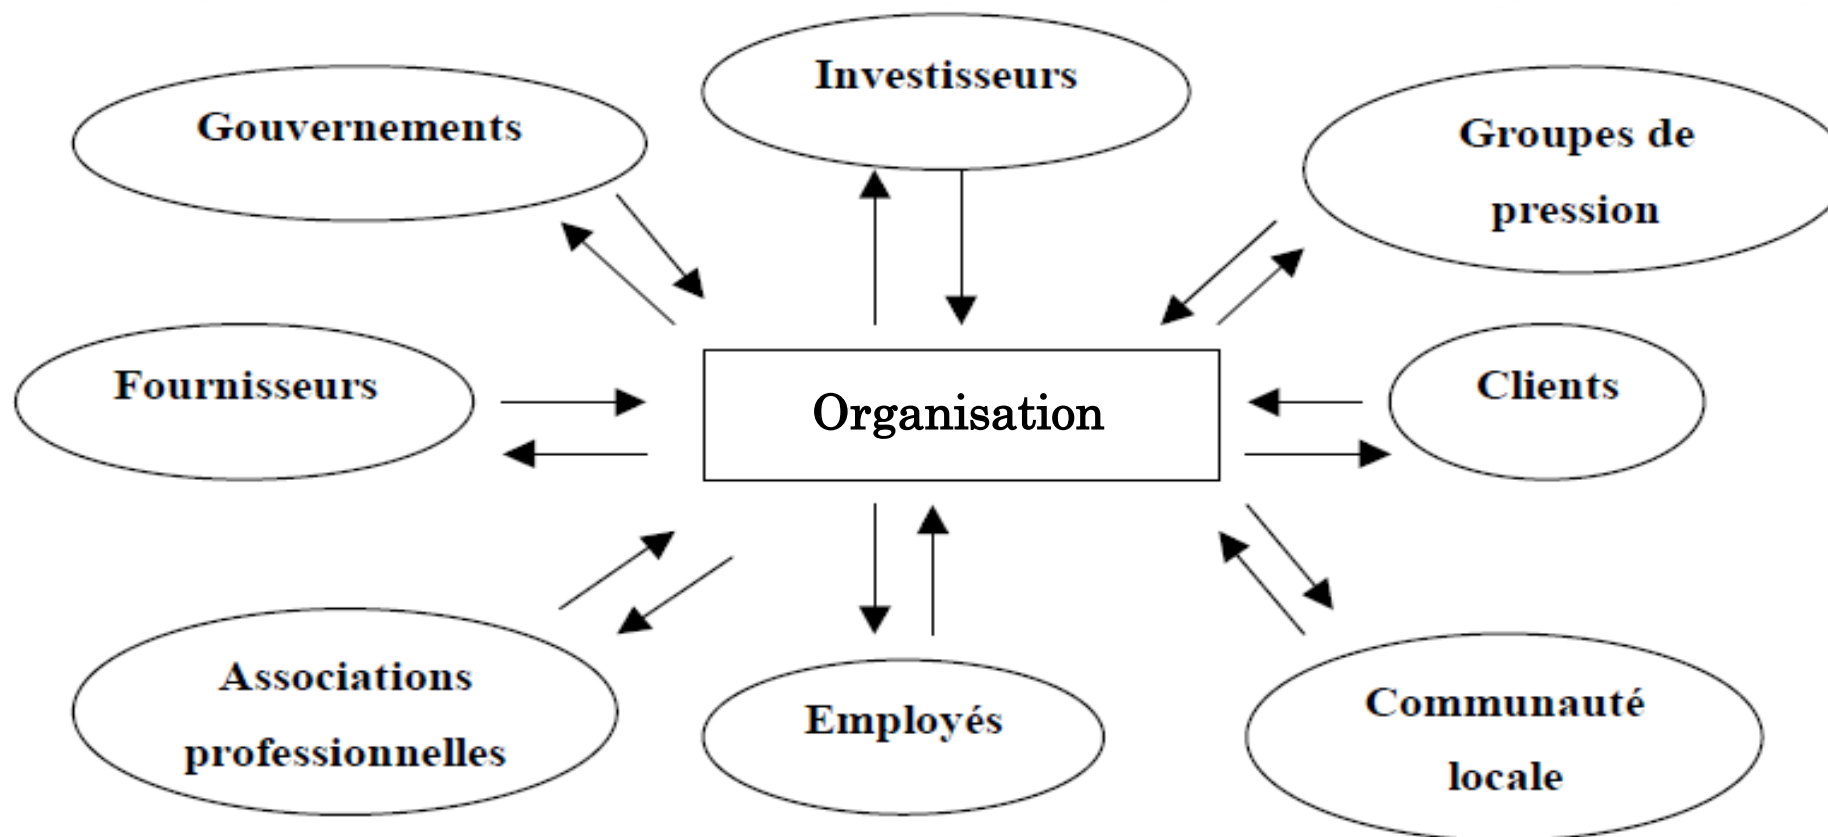 Investisseurs
Gouvernements
Groupes de
pression
Fournisseurs
Organisation
Clients
Associations
professionnelles
Employés
Communauté
locale